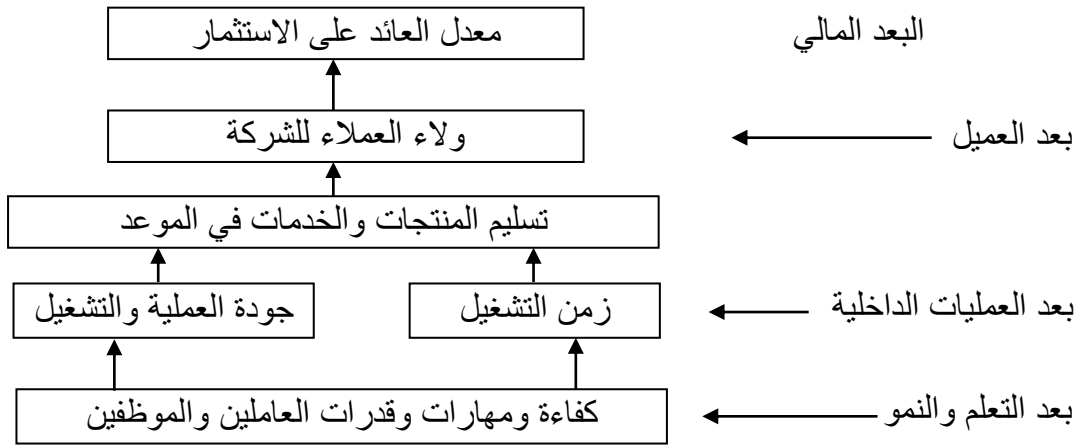 البعد المالي
معدل العائد على الاستثمار
بعد العميل
ولاء العملاء للشركة
تسليم المنتجات والخدمات في الموعد
بعد العمليات الداخلية
زمن التشغيل
جودة العملية والتشغيل
بعد التعلم والنمو
كفاءة ومهارات وقدرات العاملين والموظفين